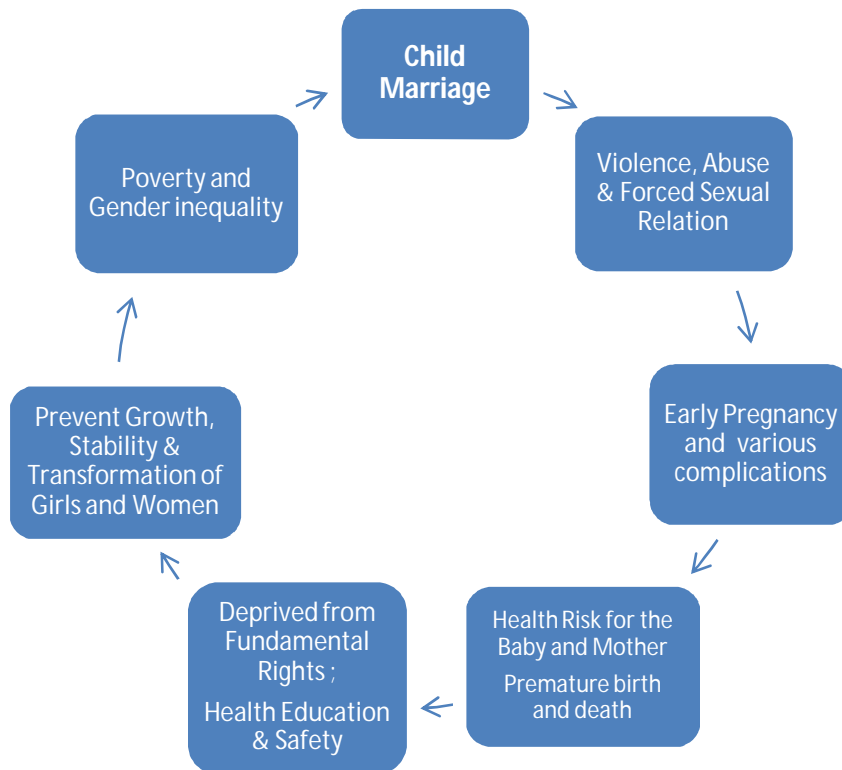 Child
Marriage
Violence, Abuse
& Forced Sexual
Relation
Early Pregnancy
and various
complications
Health Risk for the
Baby and Mother
Premature birth
and death
Deprived from
Fundamental
Rights ;
Health Education
& Safety
Prevent Growth,
Stability &
Transformation of
Girls and Women
Poverty and
Gender inequality